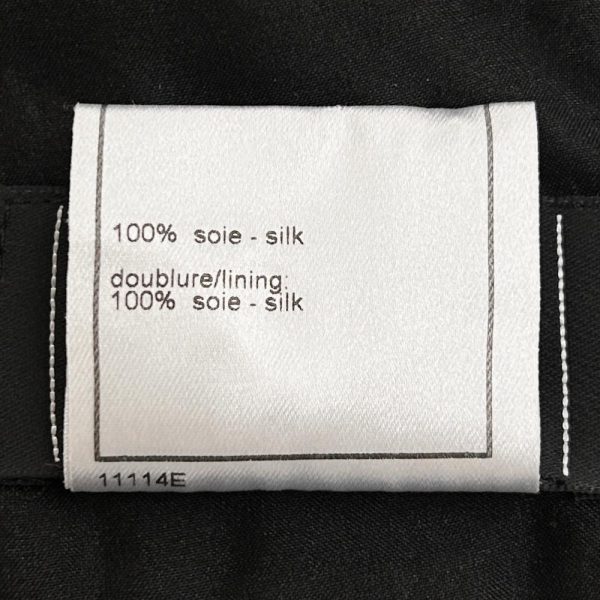 100% soie - silk
doublure/lining:
100% soie - silk
11114E